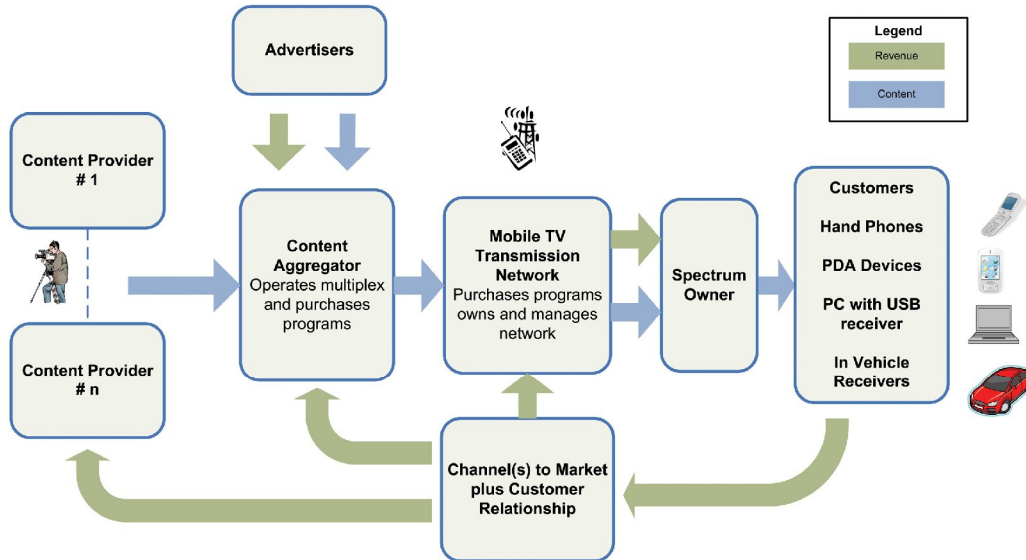 Advertisers
Legend
Revenue
Content
Content Provider
# 1
Content
Aggregator
Operates multiplex
and purchases
programs
Mobile TV
Transmission
Network
Purchases programs
owns and manages
network
Spectrum
Owner
Customers
Hand Phones
PDA Devices
PC with USB
receiver
In Vehicle
Receivers
Content Provider
# n
Channel(s) to Market
plus Customer
Relationship